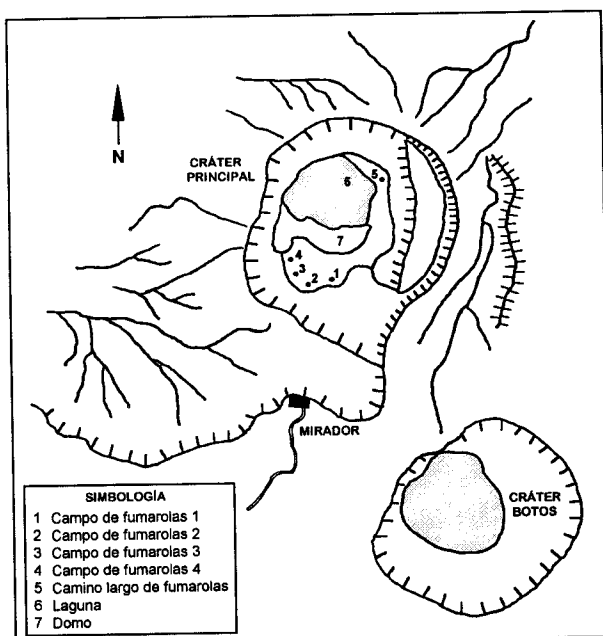 N
CRÁTER
PRINCIPAL
5
6
7
4
3
2
1
MIRADOR
CRÁTER
BOTOS
SIMBOLOGÍA
1 Campo de fumarolas 1
2 Campo de fumarolas 2
3 Campo de fumarolas 3
4 Campo de fumarolas 4
5 Camino largo de fumarolas
6 Laguna
7 Domo